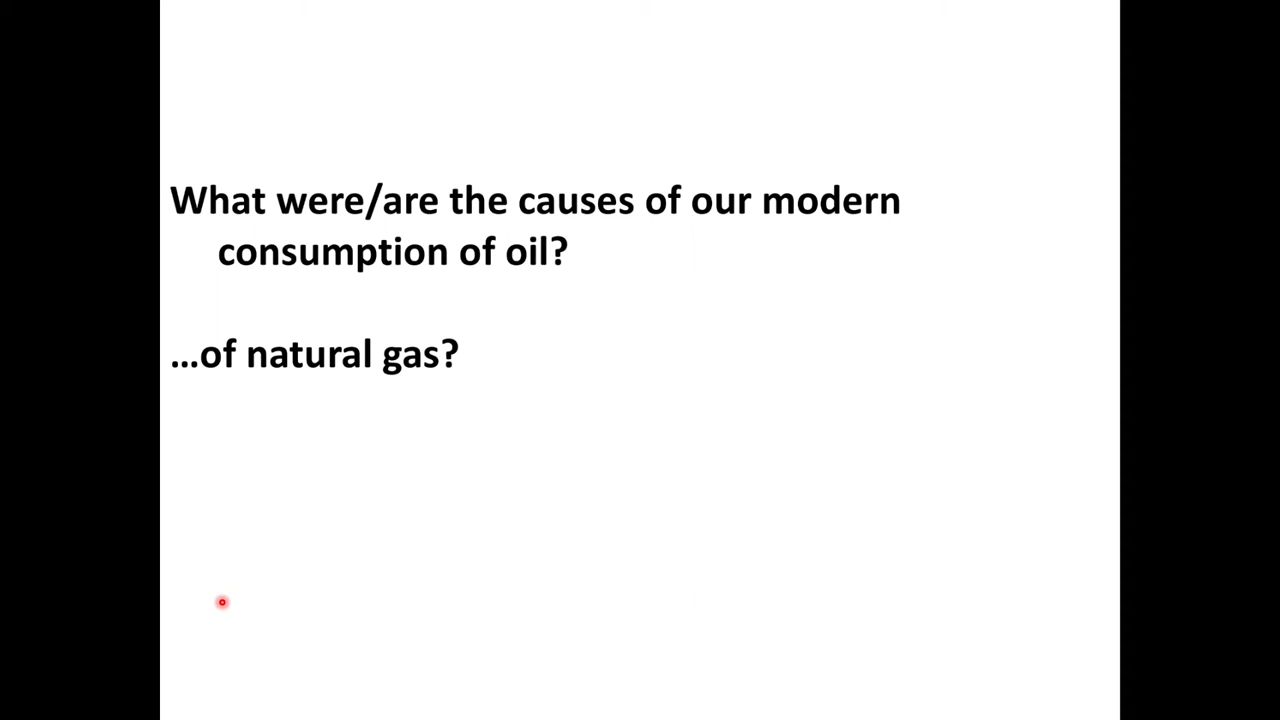 What were/are the causes of our modern
consumption of oil?
…of natural gas?